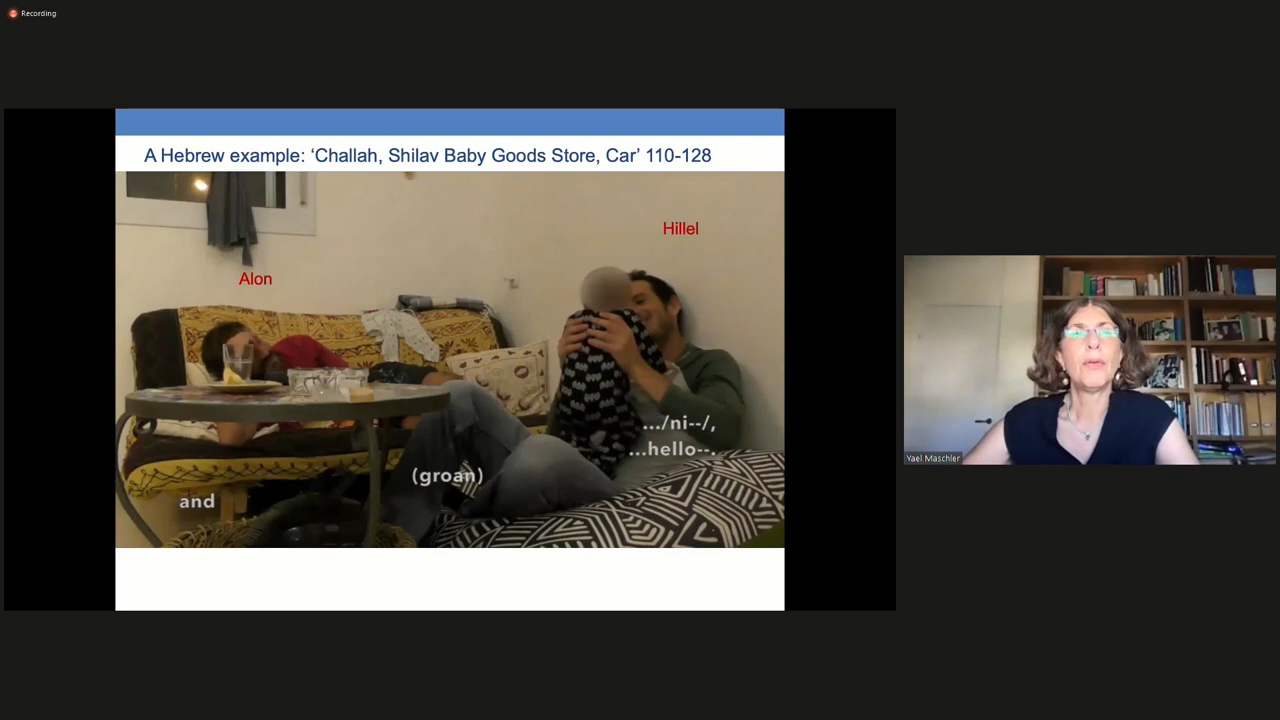 Recording
A Hebrew example: ‘Challah, Shilav Baby Goods Store, Car’ 110-128
Hillel
Alon
.../ni--/,
...hello--.
(groan)
and
Yael Maschler